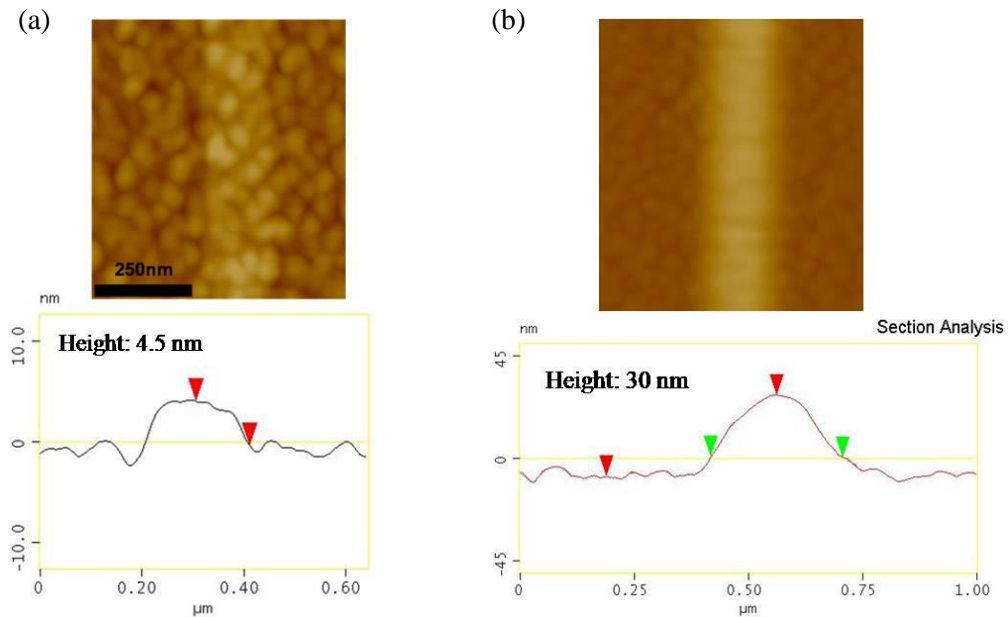 (a)
(b)
250nm
nm
Height: 4.5 nm
10.0
0
-10.0
0
0.20
0.40
0.60
µm
Section Analysis
nm
Height: 30 nm
45
0
-45
0
0.25
0.50
0.75
1.00
µm